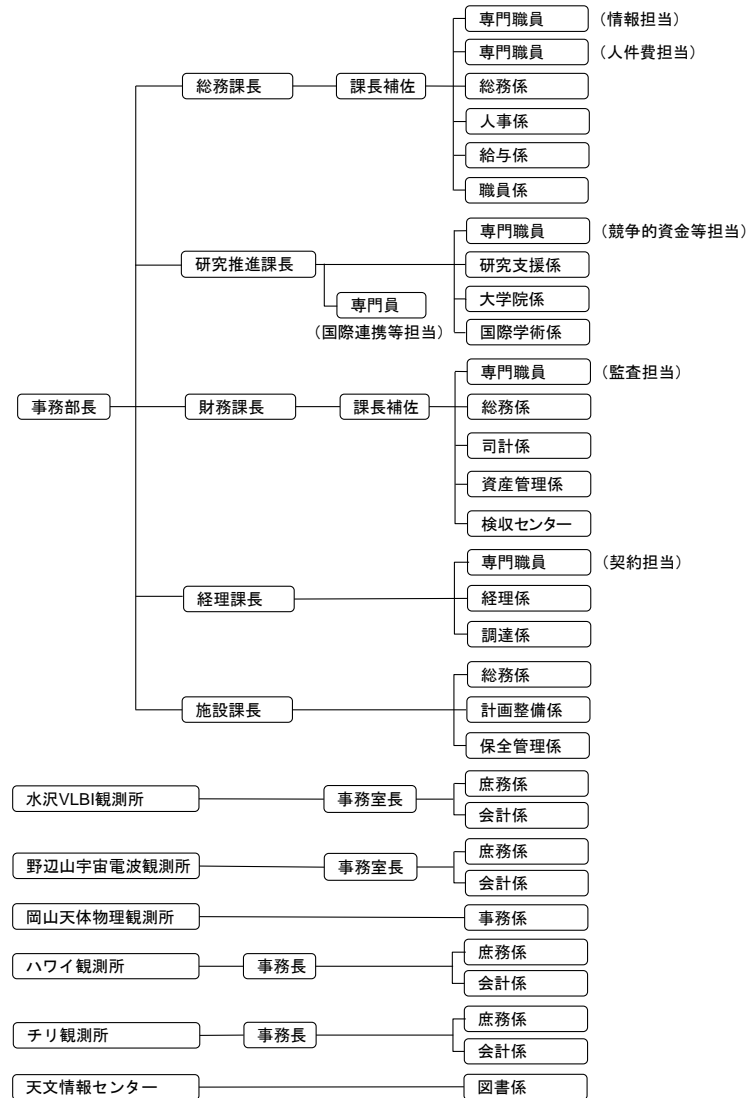 専門職員 (情報担当)
専門職員 (人件費担当)
総務課長 課長補佐 総務係
人事係
給与係
職員係
専門職員 (競争的資金等担当)
研究推進課長 研究支援係
専門員 大学院係
(国際連携等担当) 国際学術係
専門職員 (監査担当)
事務部長 財務課長 課長補佐 総務係
司計係
資産管理係
検収センター
専門職員 (契約担当)
経理課長 経理係
調達係
総務係
施設課長 計画整備係
保全管理係
庶務係
水沢VLBI観測所 事務室長
会計係
庶務係
野辺山宇宙電波観測所 事務室長
会計係
岡山天体物理観測所 事務係
庶務係
ハワイ観測所 事務長
会計係
庶務係
チリ観測所 事務長
会計係
天文情報センター 図書係